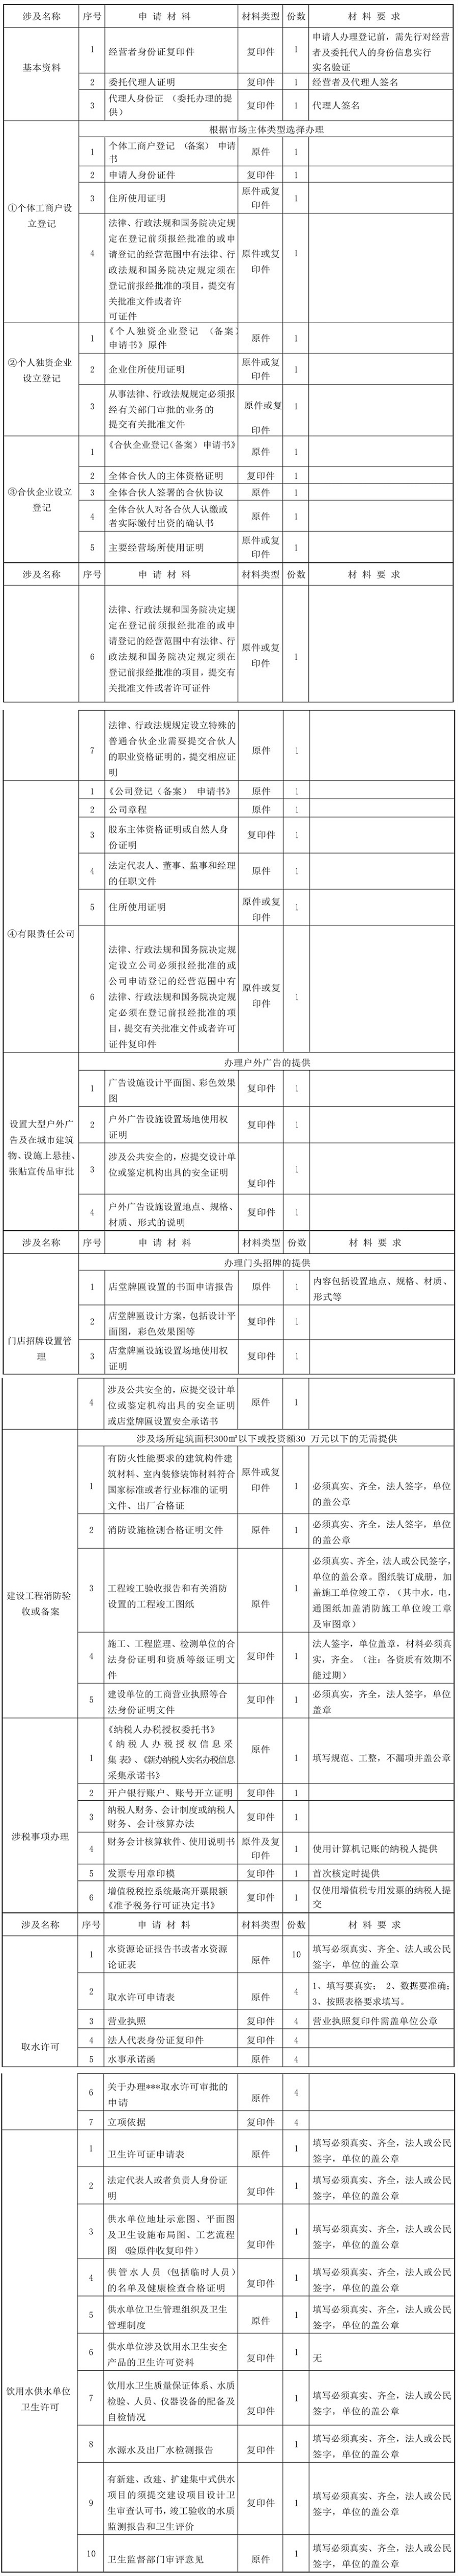 涉及名称 序号 申 请 材 料 材料类型 份数 材 料 要 求
基本资料
1 经营者身份证复印件 复印件 1 申请人办理登记前，需先行对经营
者及委托代人的身份信息实行
实名验证
2 委托代理人证明 复印件 1 经营者及代理人签名
3 代理人身份证 （委托办理的提
供） 复印件 1 代理人签名
①个体工商户设
立登记
根据市场主体类型选择办理
1 个体工商户登记 （备案） 申请
书 原件 1
2 申请人身份证件 复印件 1
3 住所使用证明 原件或复
印件 1
4 法律、行政法规和国务院决定规
定在登记前须报经批准的或申
请登记的经营范围中有法律、行
政法规和国务院决定规定须在
登记前报经批准的项目，提交有
关批准文件或者许
可证件 原件或复
印件 1
②个人独资企业
设立登记
1 《个人独资企业登记 （备案）
申请书》原件 原件 1
2 企业住所使用证明 原件或复
印件 1
3 从事法律、行政法规规定必须报
经有关部门审批的业务的
提交有关批准文件 原件或复
印件 1
③合伙企业设立
登记
1 《合伙企业登记（备案） 申请书》 原件 1
2 全体合伙人的主体资格证明 复印件 1
3 全体合伙人签署的合伙协议 原件 1
4 全体合伙人对各合伙人认缴或
者实际缴付出资的确认书 原件 1
5 主要经营场所使用证明 原件或复
印件 1
涉及名称 序号 申 请 材 料 材料类型 份数 材 料 要 求
6 法律、行政法规和国务院决定规
定在登记前须报经批准的或申
请登记的经营范围中有法律、行
政法规和国务院决定规定须在
登记前报经批准的项目，提交有
关批准文件或者许可证件 原件或复
印件 1
7 法律、行政法规规定设立特殊的
普通合伙企业需要提交合伙人
的职业资格证明的，提交相应证
明 原件 1
④有限责任公司
1 《公司登记（备案） 申请书》 原件 1
2 公司章程 原件 1
3 股东主体资格证明或自然人身
份证明 复印件 1
4 法定代表人、董事、监事和经理
的任职文件 原件 1
5 住所使用证明 原件或复
印件 1
6 法律、行政法规和国务院决定规
定设立公司必须报经批准的或
公司申请登记的经营范围中有
法律、行政法规和国务院决定规
定必须在登记前报经批准的项
目，提交有关批准文件或者许可
证件复印件 原件或复
印件 1
设置大型户外广
告及在城市建筑
物、设施上悬挂、
张贴宣传品审批
办理户外广告的提供
1 广告设施设计平面图、彩色效果
图 复印件 1
2 户外广告设施设置场地使用权
证明 复印件 1
3 涉及公共安全的，应提交设计单
位或鉴定机构出具的安全证明 复印件 1
4 户外广告设施设置地点、规格、
材质、形式的说明 复印件 1
涉及名称 序号 申 请 材 料 材料类型 份数 材 料 要 求
门店招牌设置管
理
办理门头招牌的提供
1 店堂牌匾设置的书面申请报告 原件 1 内容包括设置地点、规格、材质、
形式等
2 店堂牌匾设计方案，包括设计平
面图，彩色效果图等 复印件 1
3 店堂牌匾设施设置场地使用权
证明 复印件 1
4 涉及公共安全的，应提交设计单
位或鉴定机构出具的安全证明
或店堂牌匾设置安全承诺书 原件 1
建设工程消防验
收或备案
涉及场所建筑面积300㎡以下或投资额30 万元以下的无需提供
1 有防火性能要求的建筑构件建
筑材料、室内装修装饰材料符合
国家标准或者行业标准的证明
文件、出厂合格证 原件或复
印件 1 必须真实、齐全，法人签字，单位
的盖公章
2 消防设施检测合格证明文件 原件 1 必须真实、齐全，法人签字，单位
的盖公章
3 工程竣工验收报告和有关消防
设置的工程竣工图纸 原件 1 必须真实、齐全，法人或公民签字，
单位的盖公章。图纸装订成册，加
盖施工单位竣工章，（其中水，电，
通图纸加盖消防施工单位竣工章
及审图章）
4 施工、工程监理、检测单位的合
法身份证明和资质等级证明文
件 复印件 1 法人签字，单位盖章，材料必须真
实，齐全。（注：各资质有效期不
能过期）
5 建设单位的工商营业执照等合
法身份证明文件 复印件 1 必须真实，齐全，法人签字，单位
盖章
涉税事项办理
1 《纳税人办税授权委托书》
《 纳 税 人 办 税 授 权 信 息 采
集 表》、《新办纳税人实名办税信息
采集承诺书》 原件 1 填写规范、工整，不漏项并盖公章
2 开户银行账户、账号开立证明 复印件 1
3 纳税人财务、会计制度或纳税人
财务、会计核算办法 复印件 1
4 财务会计核算软件、使用说明书 原件及复
印件 1 使用计算机记账的纳税人提供
5 发票专用章印模 复印件 1 首次核定时提供
6 增值税税控系统最高开票限额
《准予税务行可证决定书》 复印件 1 仅使用增值税专用发票的纳税人提
交
涉及名称 序号 申 请 材 料 材料类型 份数 材 料 要 求
取水许可
1 水资源论证报告书或者水资源
论证表 原件 10 填写必须真实、齐全、法人或公民
签字，单位的盖公章
2 取水许可申请表 原件 4 1、填写要真实； 2、数据要准确；
3、按照表格要求填写。
3 营业执照 复印件 4 营业执照复印件需盖单位公章
4 法人代表身份证复印件 复印件 4
5 水事承诺函 原件 4
6 关于办理***取水许可审批的
申请 原件 4
7 立项依据 复印件 4
饮用水供水单位
卫生许可
1 卫生许可证申请表 原件 1 填写必须真实、齐全，法人或公民
签字，单位的盖公章
2 法定代表人或者负责人身份证
明 复印件 1 填写必须真实、齐全，法人或公民
签字，单位的盖公章
3 供水单位地址示意图、平面图
及卫生设施布局图、工艺流程
图 （验原件收复印件） 复印件 1 填写必须真实、齐全，法人或公民
签字，单位的盖公章
4 供管水人员（包括临时人员）
的名单及健康检查合格证明 复印件 1 填写必须真实、齐全，法人或公民
签字，单位的盖公章
5 供水单位卫生管理组织及卫生
管理制度 原件 1 填写必须真实、齐全，法人或公民
签字，单位的盖公章
6 供水单位涉及饮用水卫生安全
产品的卫生许可资料 复印件 1 无
7 饮用水卫生质量保证体系、水质
检验、人员、仪器设备的配备及
自检情况 复印件 1 填写必须真实、齐全，法人或公民
签字，单位的盖公章
8 水源水及出厂水检测报告 复印件 1 填写必须真实、齐全，法人或公民
签字，单位的盖公章
9 有新建、改建、扩建集中式供水
项目的须提交建设项目设计卫
生审查认可书，竣工验收的水质
监测报告和卫生评价 复印件 1 填写必须真实、齐全，法人或公民
签字，单位的盖公章
10 卫生监督部门审评意见 原件 1 填写必须真实、齐全，法人或公民
签字，单位的盖公章